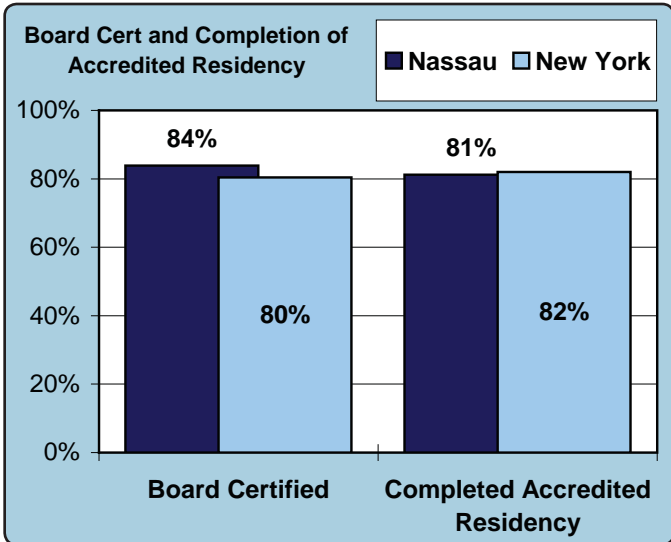 Board Cert and Completion of
Accredited Residency
Nassau New York
100%
80%
60%
40%
20%
0%
84%
80%
81%
82%
Board Certified
Completed Accredited
Residency